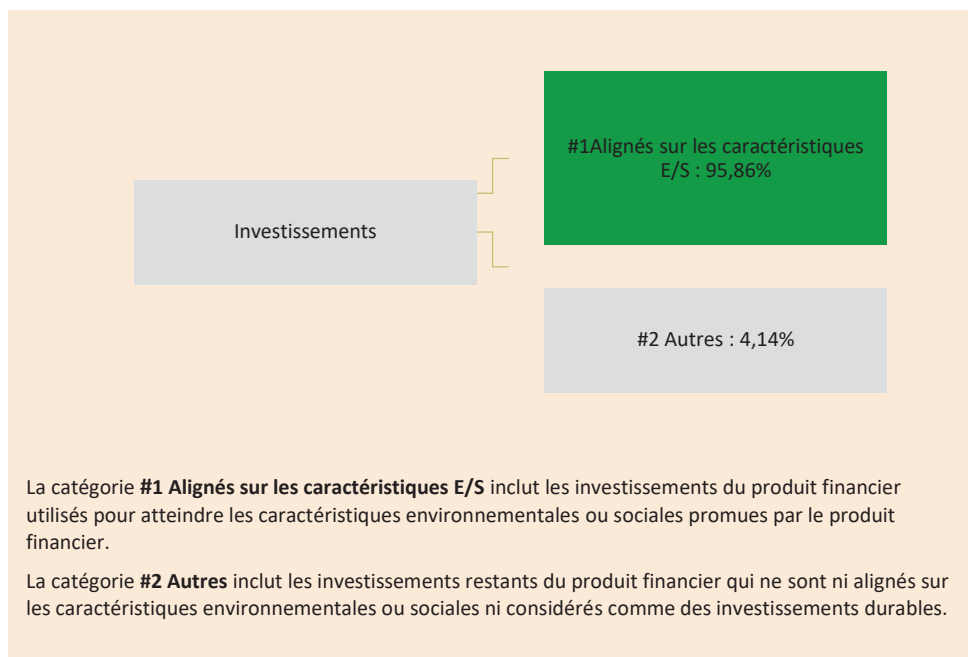 #1Alignés sur les caractéristiques
E/S : 95,86%
Investissements
#2 Autres : 4,14%
La catégorie #1 Alignés sur les caractéristiques E/S inclut les investissements du produit financier
utilisés pour atteindre les caractéristiques environnementales ou sociales promues par le produit
financier.
La catégorie #2 Autres inclut les investissements restants du produit financier qui ne sont ni alignés sur
les caractéristiques environnementales ou sociales ni considérés comme des investissements durables.